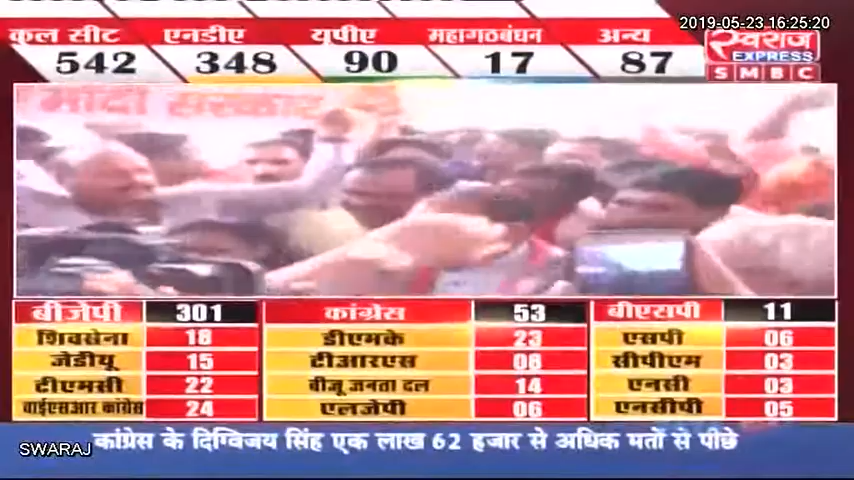 2019-05-23 16:25:20
कुल सीट एनडीए यूपीए महागठबंधन अन्य
542 348 90 17 87
स्वराज
EXPRESS
SMBC
मोदी सरकार
बीजेपी 301 कांग्रेस 53 बीएसपी 11
शिवसेना 18 डीएमके 23 एसपी 06
जेडीयू 15 टीआरएस 08 सीपीएम 03
टीएमसी 22 बीजू जनता दल 14 एनसी 03
वाईएसआर कांग्रेस 24 एलजेपी 06 एनसीपी 05
SWARAJ
कांग्रेस के दिग्विजय सिंह एक लाख 62 हजार से अधिक मतों से पीछे